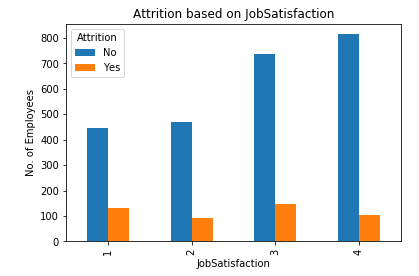 Attrition based on JobSatisfaction
Attrition
No
Yes
No. of Employees
800
700
600
500
400
300
200
100
0
1
2
3
4
JobSatisfaction